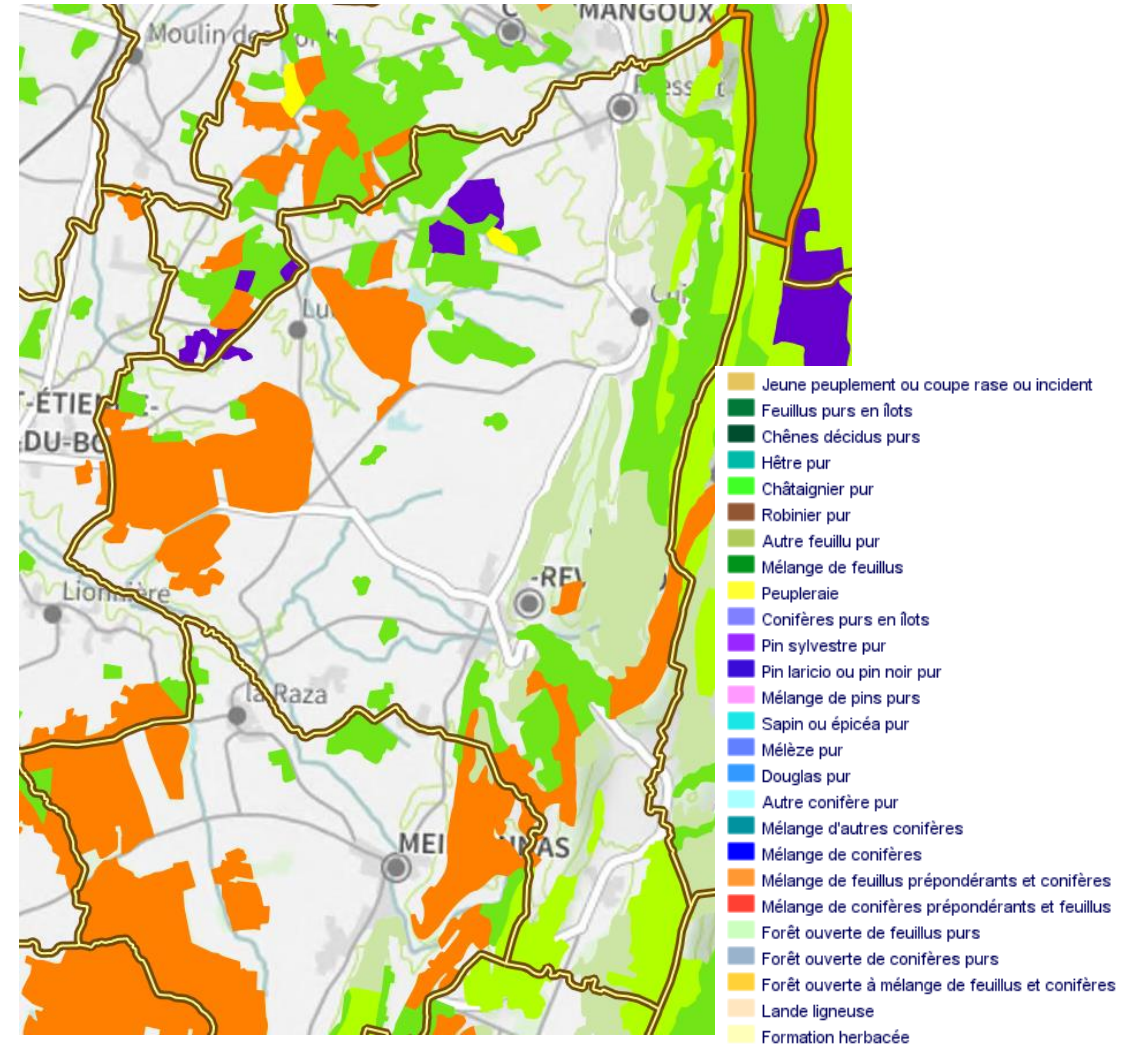 MANGOUX
Moulin des
Lu
T-ÉTIE
-DU-BO
-REV
Lionnière
la Raza
MEI NNAS
Jeune peuplement ou coupe rase ou incident
Feuillus purs en îlots
Chênes décidus purs
Hêtre pur
Châtaignier pur
Robinier pur
Autre feuillu pur
Mélange de feuillus
Peupleraie
Conifères purs en îlots
Pin sylvestre pur
Pin laricio ou pin noir pur
Mélange de pins purs
Sapin ou épicéa pur
Mélèze pur
Douglas pur
Autre conifère pur
Mélange d'autres conifères
Mélange de conifères
Mélange de feuillus prépondérants et conifères
Mélange de conifères prépondérants et feuillus
Forêt ouverte de feuillus purs
Forêt ouverte de conifères purs
Forêt ouverte à mélange de feuillus et conifères
Lande ligneuse
Formation herbacée